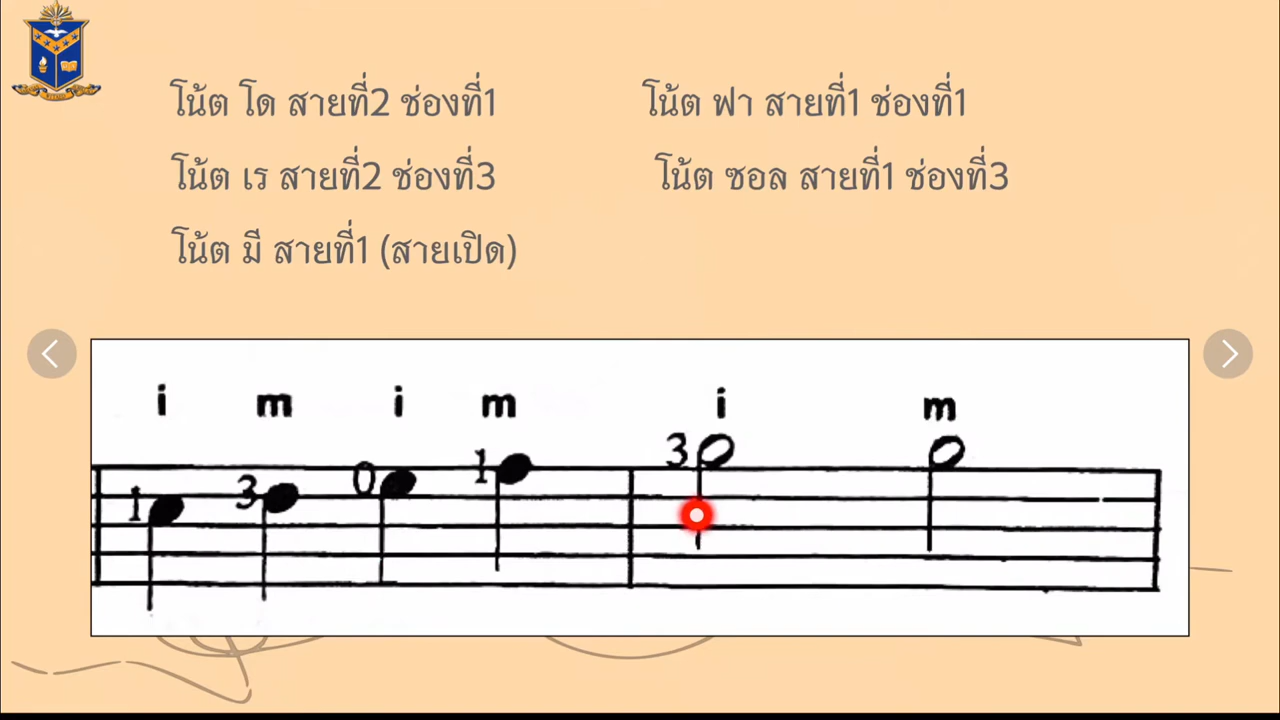 โน้ต โด สายที่2 ช่องที่1
โน้ต ฟา สายที่1 ช่องที่1
โน้ต เร สายที่2 ช่องที่3
โน้ต ซอล สายที่1 ช่องที่3
โน้ต มี สายที่1 (สายเปิด)
i m i m i m
1 3 0 1 3